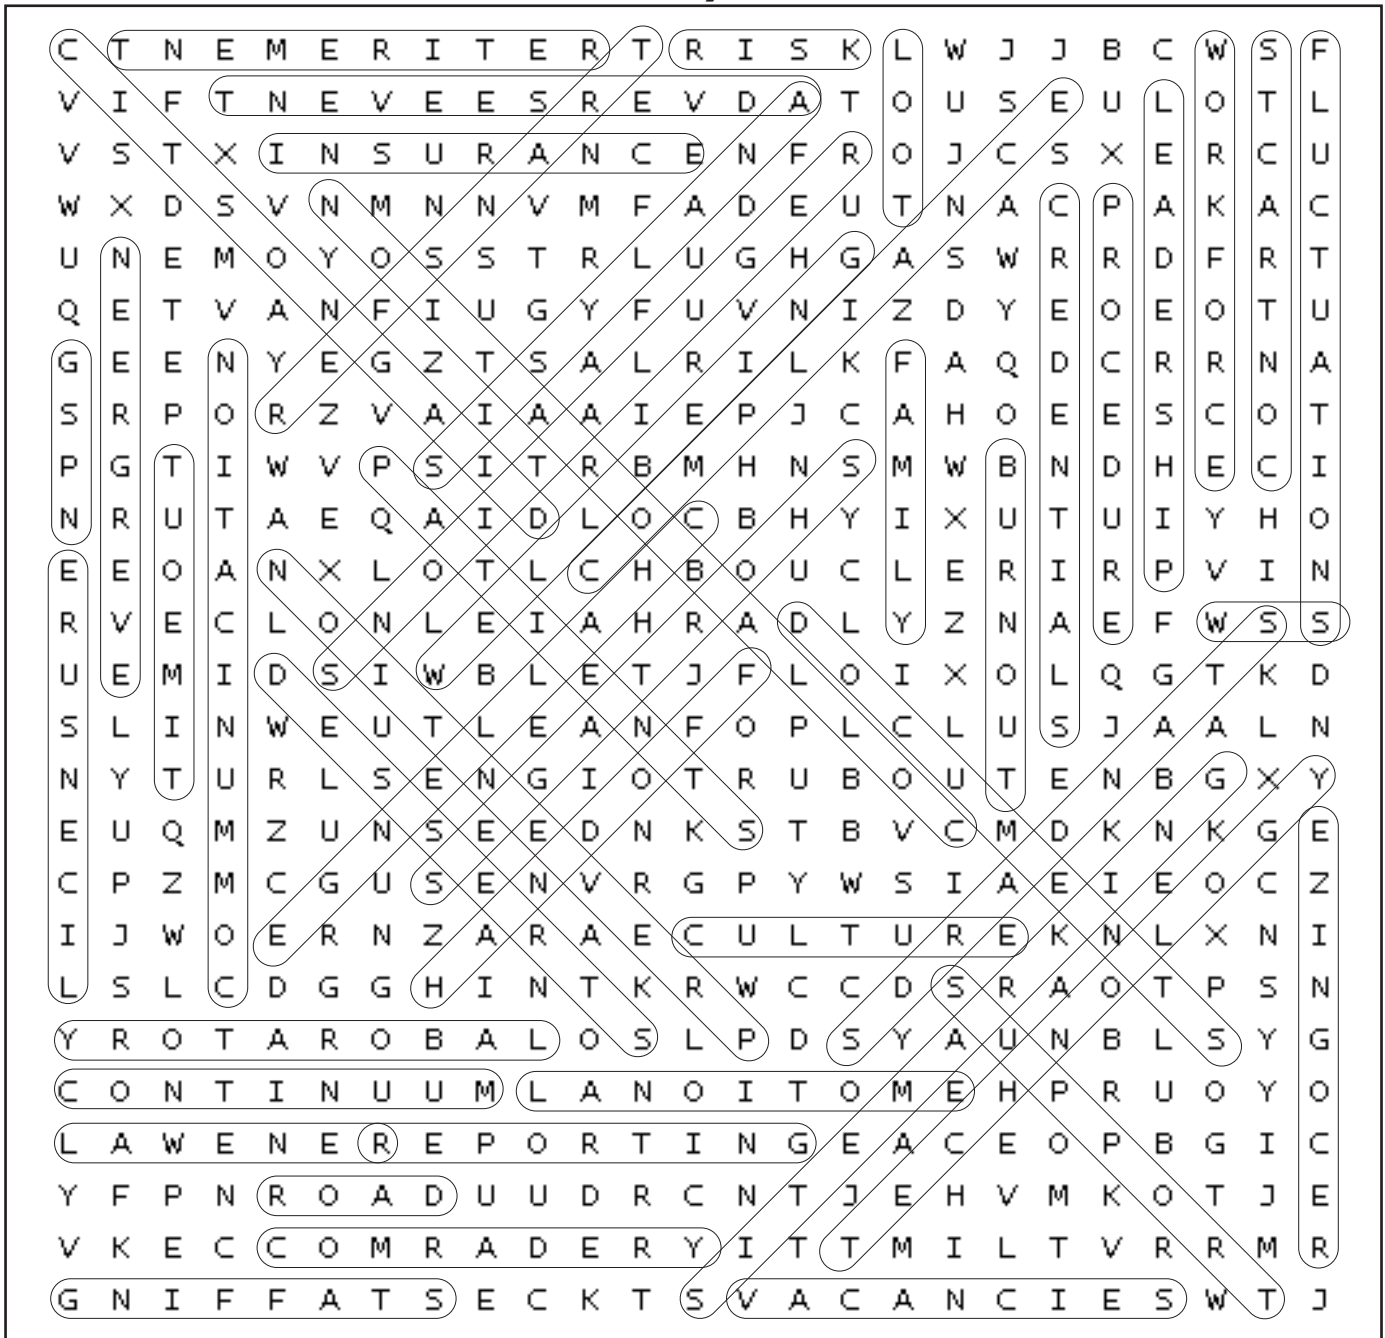 C T N E M E R I T E R T R I S K L W J J B C W S F
V I F T N E V E E S R E V D A T O U S E U L O T L
V S T X I N S U R A N C E N F R O J C S X E R C U
W X D S V N M N N V M F A D E U T N A C P A K A C
U N E M O Y O S S T R L U G H G A S W R R D F R T
Q E T V A N F I U G Y F U V N I Z D Y E O E O T U
G E E N Y E G Z T S A L R I L K F A Q D C R R N A
S R P O R Z V A I A A I E P J C A H O E E S C O T
P G T I W V P S I T R B M H N S M W B N D H E C I
N R U T A E Q A I D L O C B H Y I X U T U I Y H O
E E O A N X L O T L C H B O U C L E R I R P V I N
R V E C L O N L E I A H R A D L Y Z N A E F W S S
U E M I D S I W B L E T J F L O I X O L Q G T K D
S L I N W E U T L E A N F O P L C L U S J A A L N
N Y T U R L S E N G I O T R U B O U T E N B G X Y
E U Q M Z U N S E E D N K S T B V C M D K N K G E
C P Z M C G U S E N V R G P Y W S I A E I E O C Z
I J W O E R N Z A R A E C U L T U R E K N L X N I
L S L C D G G H I N T K R W C C D S R A O T P S N
Y R O T A R O B A L O S L P D S Y A U N B L S Y G
C O N T I N U U M L A N O I T O M E H P R U O Y O
L A W E N E R E P O R T I N G E A C E O P B G I C
Y F P N R O A D U U D R C N T J E H V M K O T J E
V K E C C O M R A D E R Y I T T M I L T V R R M R
G N I F F A T S E C K T S V A C A N C I E S W T J